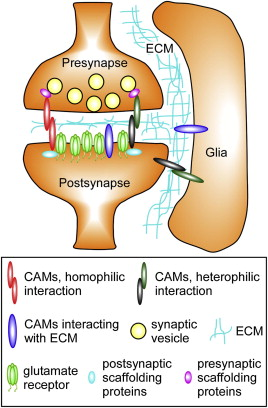 ECM
Presynapse
Glia
Postsynapse
CAMs, homophilic
interaction
CAMs, heterophilic
interaction
CAMs interacting
with ECM
synaptic
vesicle
ECM
glutamate
receptor
postsynaptic
scaffolding
proteins
presynaptic
scaffolding
proteins